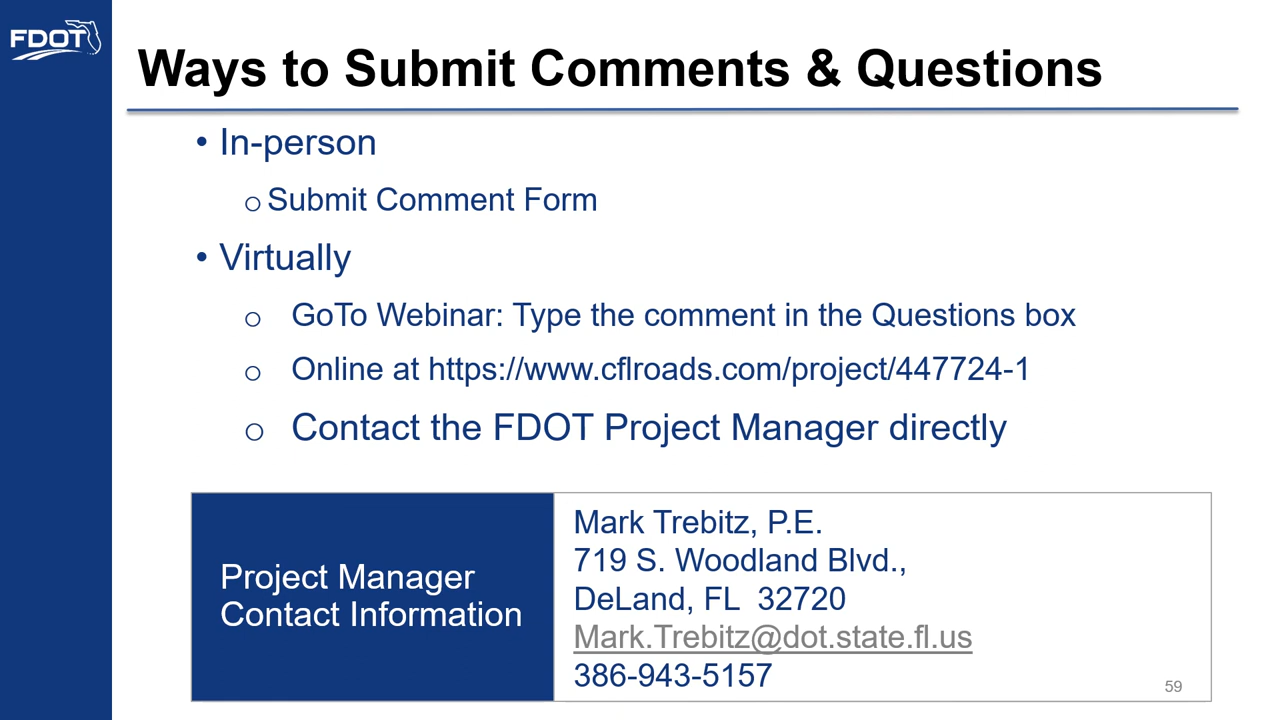 FDOT
Ways to Submit Comments & Questions
• In-person
o Submit Comment Form
• Virtually
o GoTo Webinar: Type the comment in the Questions box
o Online at https://www.cflroads.com/project/447724-1
o Contact the FDOT Project Manager directly
Project Manager
Contact Information
Mark Trebitz, P.E.
719 S. Woodland Blvd.,
DeLand, FL  32720
Mark.Trebitz@dot.state.fl.us
386-943-5157
59